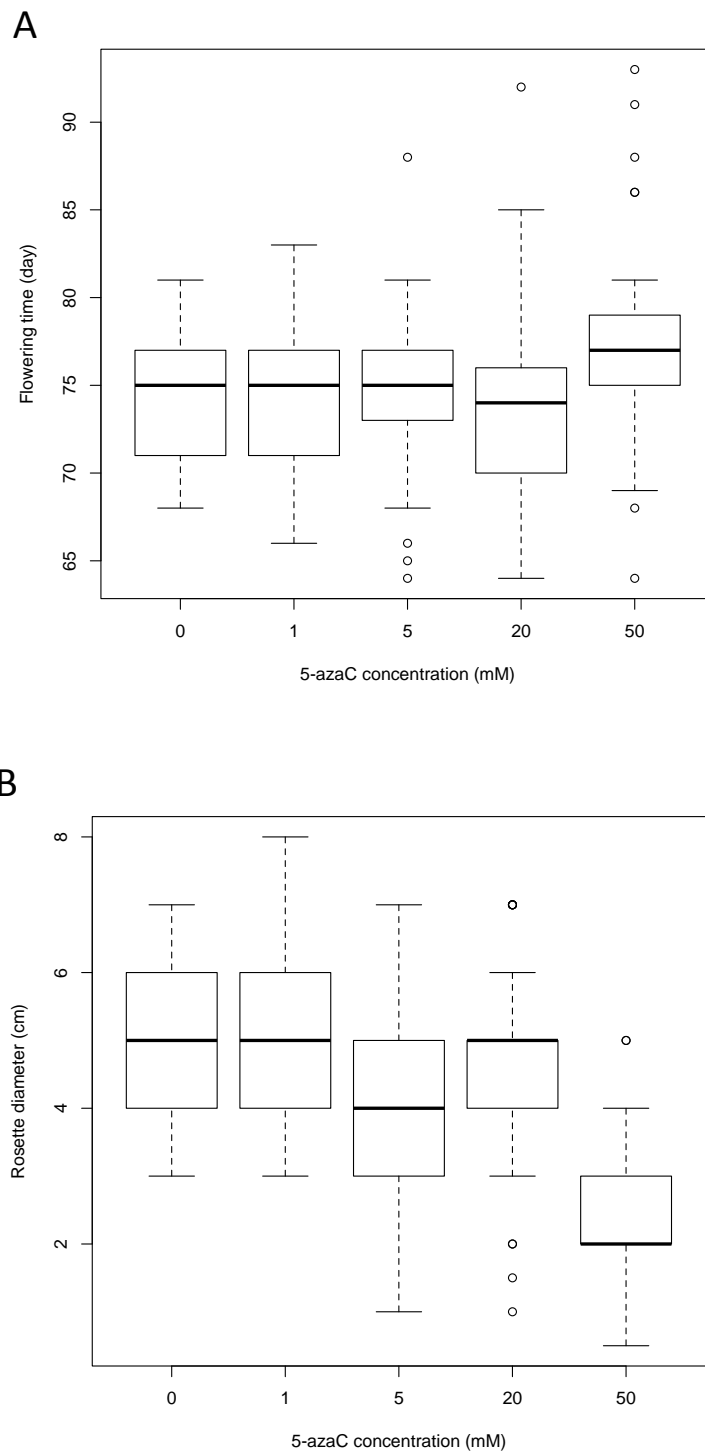 A
90
85
80
75
70
65
Flowering time (day)
0 1 5 20 50
5-azaC concentration (mM)
B
8
6
4
2
Rosette diameter (cm)
0 1 5 20 50
5-azaC concentration (mM)